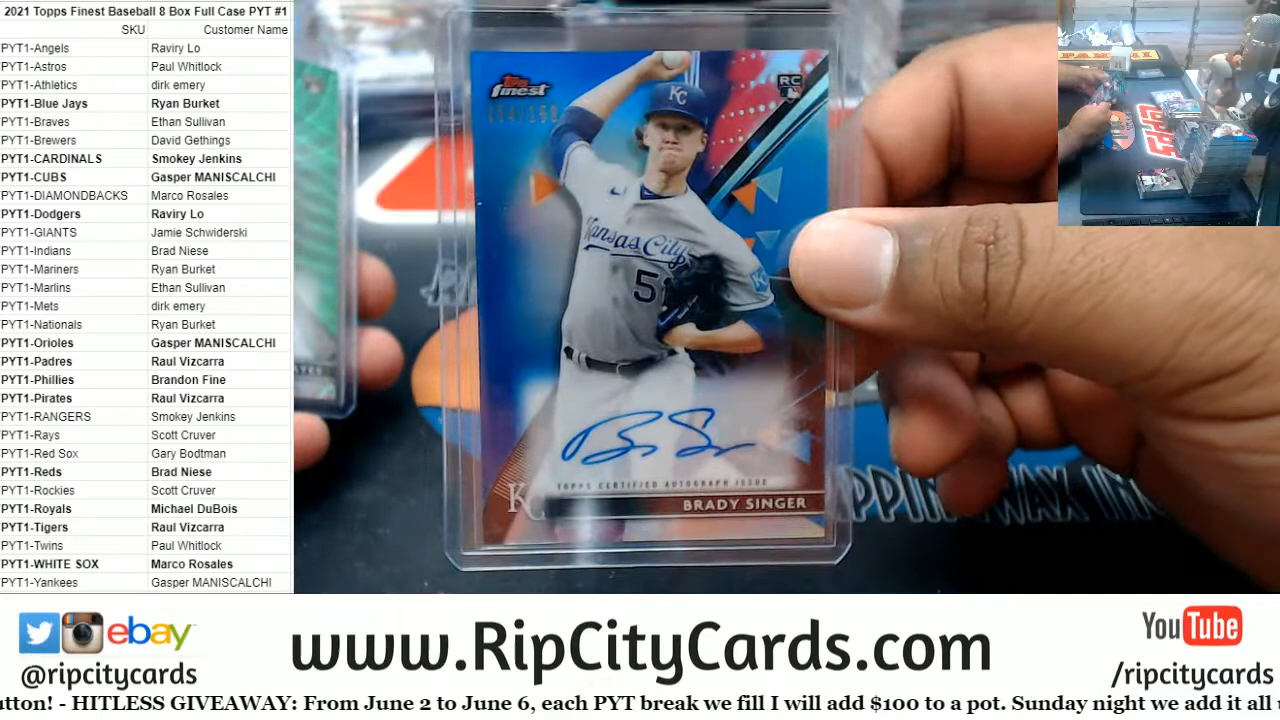 2021 Topps Finest Baseball 8 Box Full Case PYT #1
SKU Customer Name
PYT1-Angels Raviry Lo
PYT1-Astros Paul Whitlock
PYT1-Athletics dirk emery
PYT1-Blue Jays Ryan Burket
PYT1-Braves Ethan Sullivan
PYT1-Brewers David Gethings
PYT1-CARDINALS Smokey Jenkins
PYT1-CUBS Gasper MANISCALCHI
PYT1-DIAMONDBACKS Marco Rosales
PYT1-Dodgers Raviry Lo
PYT1-GIANTS Jamie Schwiderski
PYT1-Indians Brad Niese
PYT1-Mariners Ryan Burket
PYT1-Marlins Ethan Sullivan
PYT1-Mets dirk emery
PYT1-Nationals Ryan Burket
PYT1-Orioles Gasper MANISCALCHI
PYT1-Padres Raul Vizcarra
PYT1-Phillies Brandon Fine
PYT1-Pirates Raul Vizcarra
PYT1-RANGERS Smokey Jenkins
PYT1-Rays Scott Cruver
PYT1-Red Sox Gary Bodtman
PYT1-Reds Brad Niese
PYT1-Rockies Scott Cruver
PYT1-Royals Michael DuBois
PYT1-Tigers Raul Vizcarra
PYT1-Twins Paul Whitlock
PYT1-WHITE SOX Marco Rosales
PYT1-Yankees Gasper MANISCALCHI
Topps
finest
RC
KC
Kansas City
TOPPS CERTIFIED AUTOGRAPH ISSUE
KC
BRADY SINGER
WAX
PANINI
ebay
@ripcitycards
www.RipCityCards.com
YouTube
/ripcitycards
utton! - HITLESS GIVEAWAY: From June 2 to June 6, each PYT break we fill I will add $100 to a pot. Sunday night we add it all u